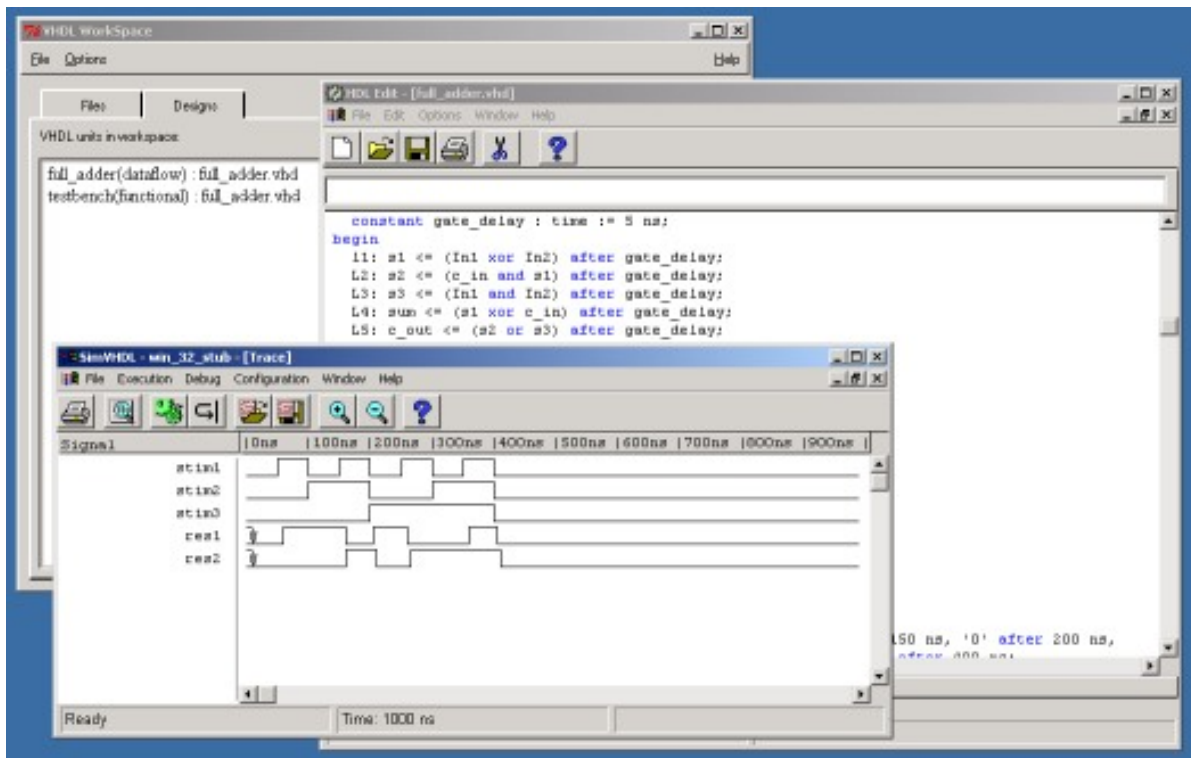 VHDL WorkSpace
File Options Help
Files Designs
VHDL units in workspace:
full_adder(dataflow) : full_adder.vhd
testbench(functional) : full_adder.vhd
HDL Edit - [full_adder.vhd]
File Edit Options Window Help
constant gate_delay : time := 5 ns;
begin
l1: s1 <= (In1 xor In2) after gate_delay;
L2: s2 <= (c_in and s1) after gate_delay;
L3: s3 <= (In1 and In2) after gate_delay;
L4: sum <= (s1 xor c_in) after gate_delay;
L5: c_out <= (s2 or s3) after gate_delay;
150 ns, '0' after 200 ns,
after 400 ns;
SimVHDL - win_32_stub - [Trace]
File Execution Debug Configuration Window Help
Signal |0ns |100ns |200ns |300ns |400ns |500ns |600ns |700ns |800ns |900ns |
stim1
stim2
stim3
res1
res2
Ready Time: 1000 ns